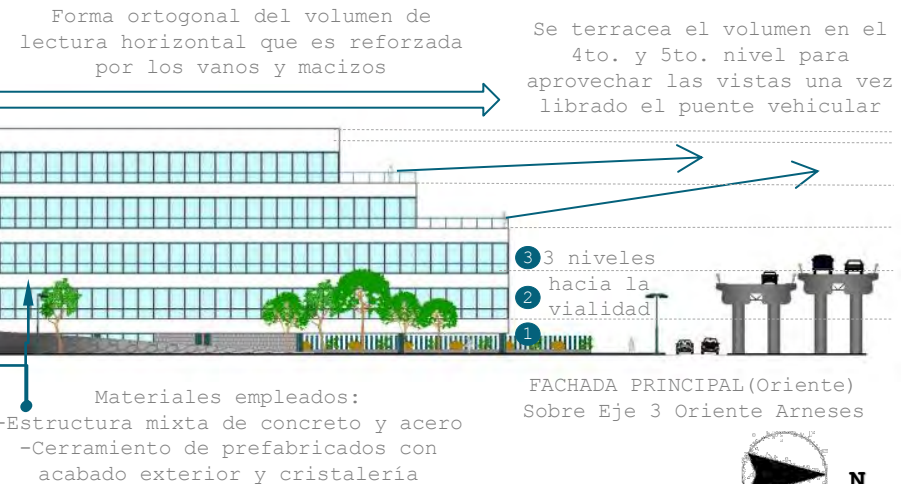 Forma ortogonal del volumen de
lectura horizontal que es reforzada
por los vanos y macizos
Se terracea el volumen en el
4to. y 5to. nivel para
aprovechar las vistas una vez
librado el puente vehicular
3 3 niveles
hacia la
2 vialidad
1
Materiales empleados:
-Estructura mixta de concreto y acero
-Cerramiento de prefabricados con
acabado exterior y cristalería
FACHADA PRINCIPAL(Oriente)
Sobre Eje 3 Oriente Arneses
N